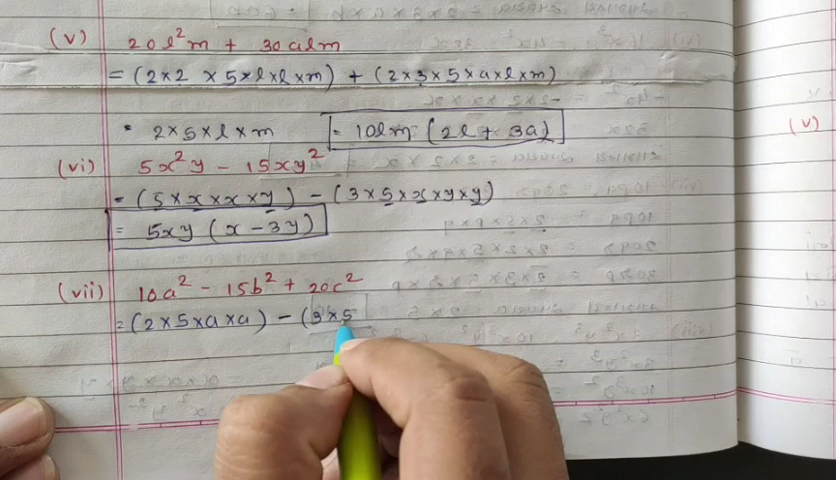 (v) 20l²m + 30alm
= (2×2 ×5×l×l×m) + (2×3×5×a×l×m)
= 2×5×l×m = 10lm (2l + 3a)
(vi) 5x²y - 15xy²
= (5×x×x×y) - (3×5×x×y×y)
= 5xy (x - 3y)
(vii) 10a² - 15b² + 20c²
= (2×5×a×a) - (3×5
(v)